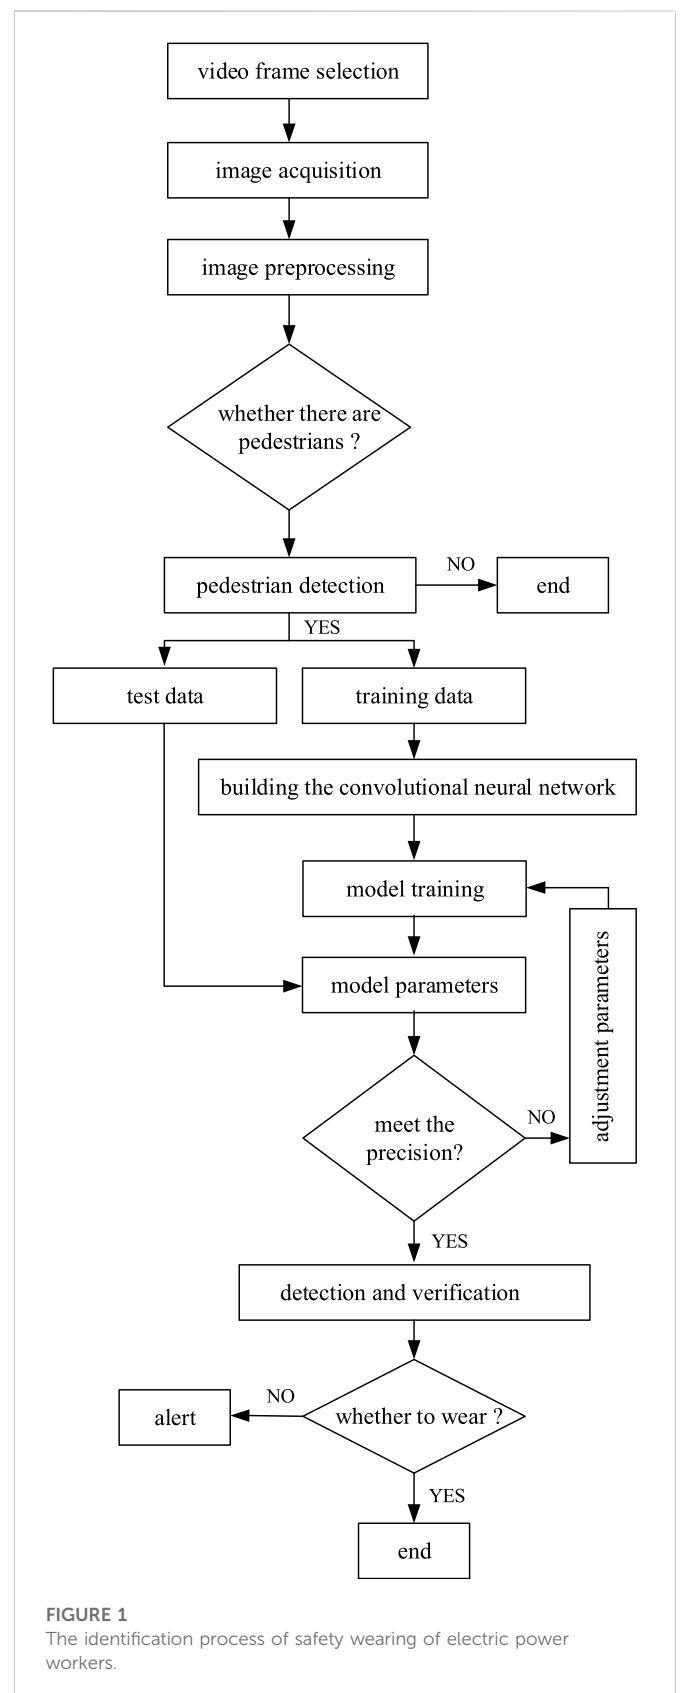 video frame selection
image acquisition
image preprocessing
whether there are
pedestrians ?
pedestrian detection
NO
end
YES
test data
training data
building the convolutional neural network
model training
adjustment parameters
model parameters
meet the
precision?
NO
YES
detection and verification
whether to wear ?
NO
alert
YES
end
FIGURE 1
The identification process of safety wearing of electric power
workers.